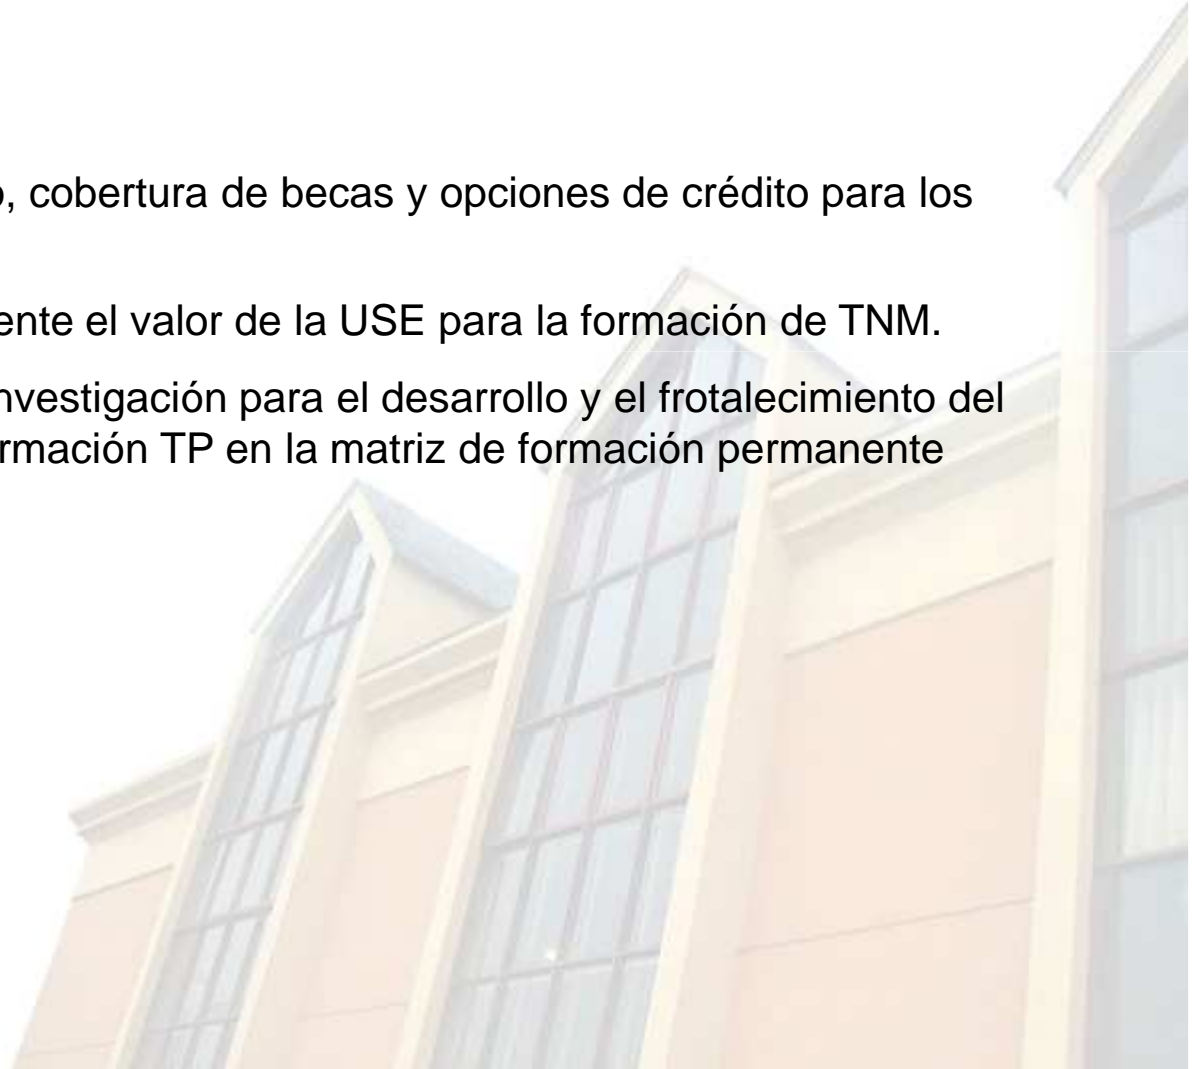 o, cobertura de becas y opciones de crédito para los
ente el valor de la USE para la formación de TNM.
nvestigación para el desarrollo y el frotalecimiento del
rmación TP en la matriz de formación permanente